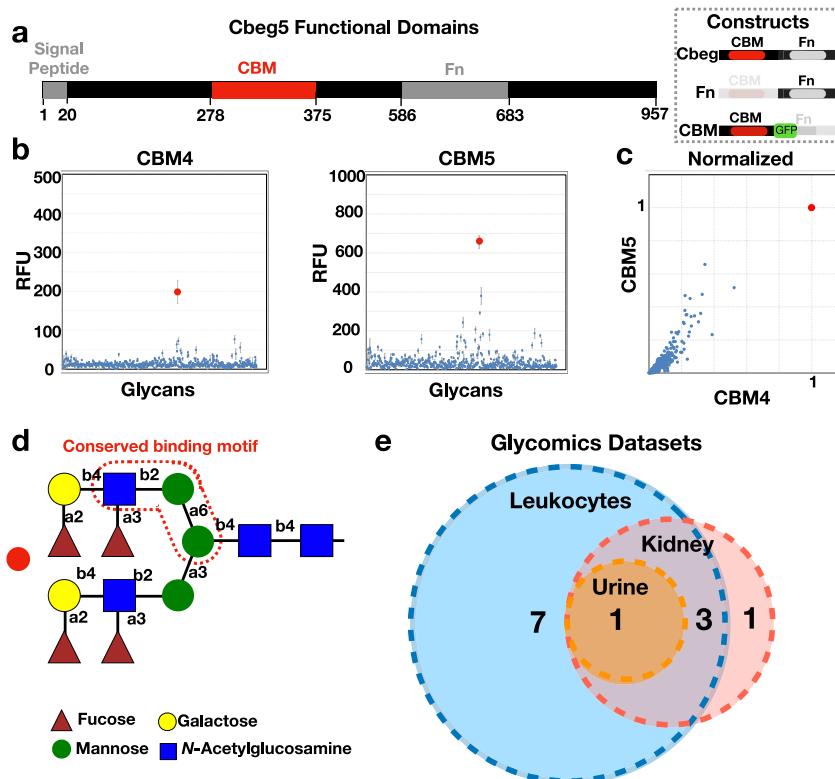 a
Cbeg5 Functional Domains
Signal
Peptide
CBM
Fn
1 20 278 375 586 683 957
Constructs
CBM Fn
Cbeg
CBM Fn
Fn
CBM Fn
CBM GFP
b
CBM4
500
400
300
200
100
0
RFU
Glycans
CBM5
1000
800
600
400
200
0
RFU
Glycans
c
Normalized
1
CBM5
1
CBM4
d
Conserved binding motif
b4 b2
a2 a3 a6
b4 b4
a3
b4 b2
a2 a3
Fucose Galactose
Mannose N-Acetylglucosamine
e
Glycomics Datasets
Leukocytes
Kidney
Urine
7 1 3 1